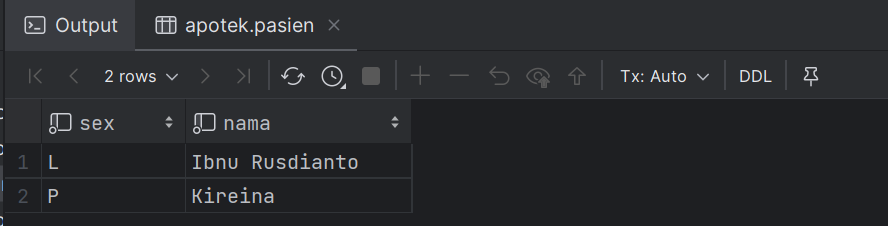 Output apotek.pasien
2 rows Tx: Auto DDL
sex nama
1 L Ibnu Rusdianto
2 P Kireina